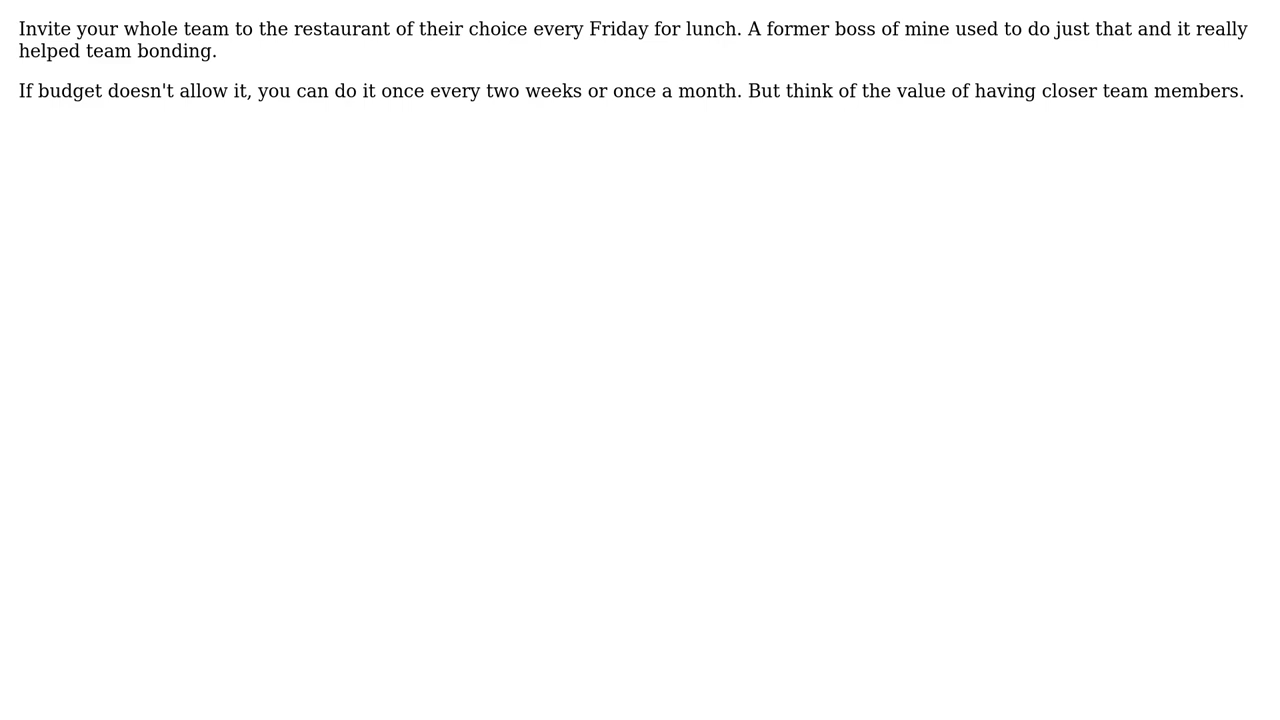 Invite your whole team to the restaurant of their choice every Friday for lunch. A former boss of mine used to do just that and it really
helped team bonding.
If budget doesn't allow it, you can do it once every two weeks or once a month. But think of the value of having closer team members.